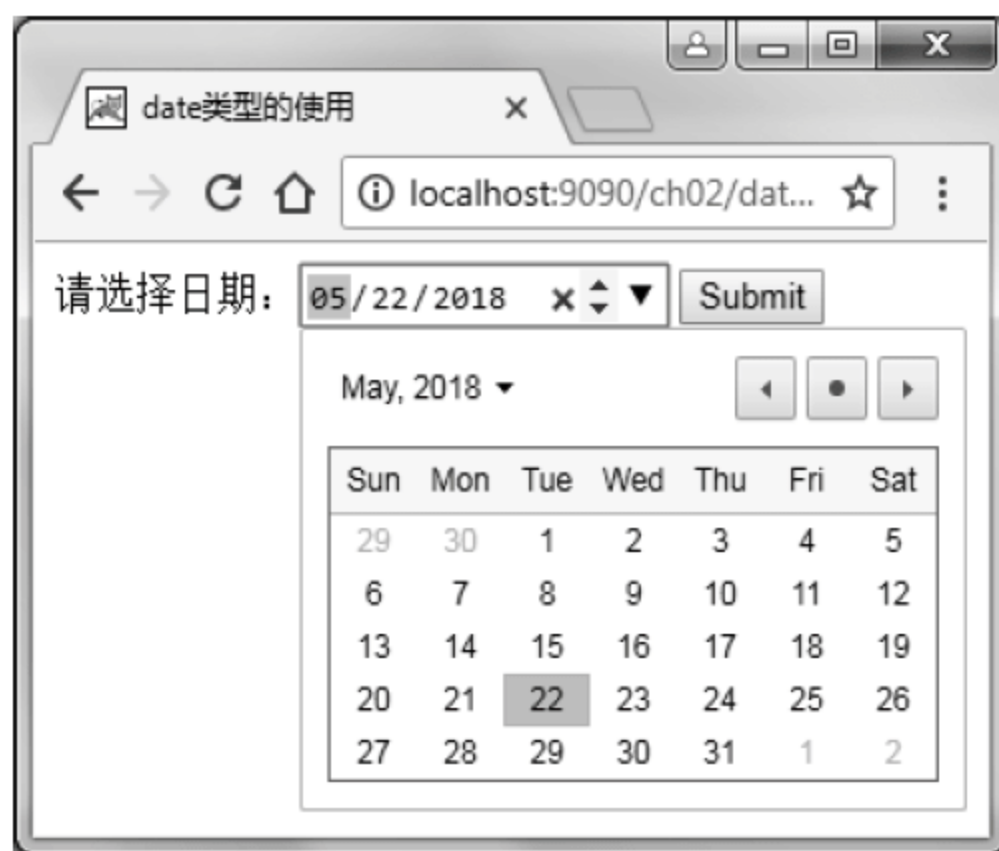 date类型的使用
localhost:9090/ch02/dat...
请选择日期： 05/22/2018 Submit
May, 2018
Sun Mon Tue Wed Thu Fri Sat
29 30 1 2 3 4 5
6 7 8 9 10 11 12
13 14 15 16 17 18 19
20 21 22 23 24 25 26
27 28 29 30 31 1 2